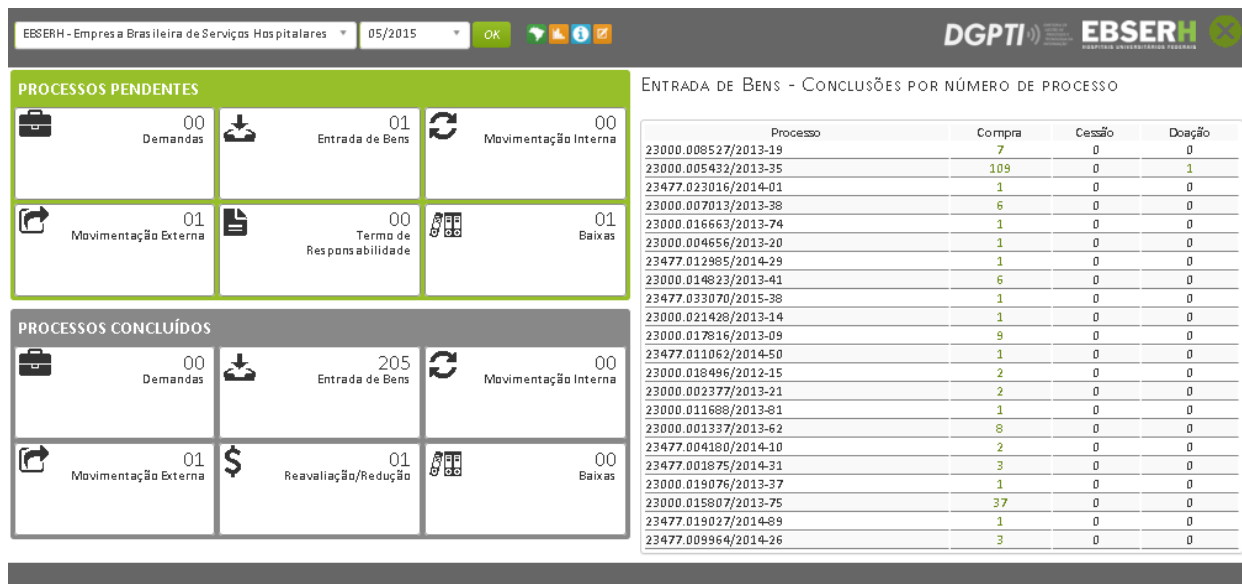 EBSERH - Empresa Brasileira de Serviços Hospitalares 05/2015 OK
DGPTI EBSERH
HOSPITAIS UNIVERSITÁRIOS FEDERAIS
PROCESSOS PENDENTES
00
Demandas
01
Entrada de Bens
00
Movimentação Interna
01
Movimentação Externa
00
Termo de
Responsabilidade
01
Baixas
PROCESSOS CONCLUÍDOS
00
Demandas
205
Entrada de Bens
00
Movimentação Interna
01
Movimentação Externa
01
Reavaliação/Redução
00
Baixas
ENTRADA DE BENS - CONCLUSÕES POR NÚMERO DE PROCESSO
Processo Compra Cessão Doação
23000.008527/2013-19 7 0 0
23000.005432/2013-35 109 0 1
23477.023016/2014-01 1 0 0
23000.007013/2013-38 6 0 0
23000.016663/2013-74 1 0 0
23000.004656/2013-20 1 0 0
23477.012985/2014-29 1 0 0
23000.014823/2013-41 6 0 0
23477.033070/2015-38 1 0 0
23000.021428/2013-14 1 0 0
23000.017816/2013-09 9 0 0
23477.011062/2014-50 1 0 0
23000.018496/2012-15 2 0 0
23000.002377/2013-21 2 0 0
23000.011688/2013-81 1 0 0
23000.001337/2013-62 8 0 0
23477.004180/2014-10 2 0 0
23477.001875/2014-31 3 0 0
23000.019076/2013-37 1 0 0
23000.015807/2013-75 37 0 0
23477.019027/2014-89 1 0 0
23477.009964/2014-26 3 0 0